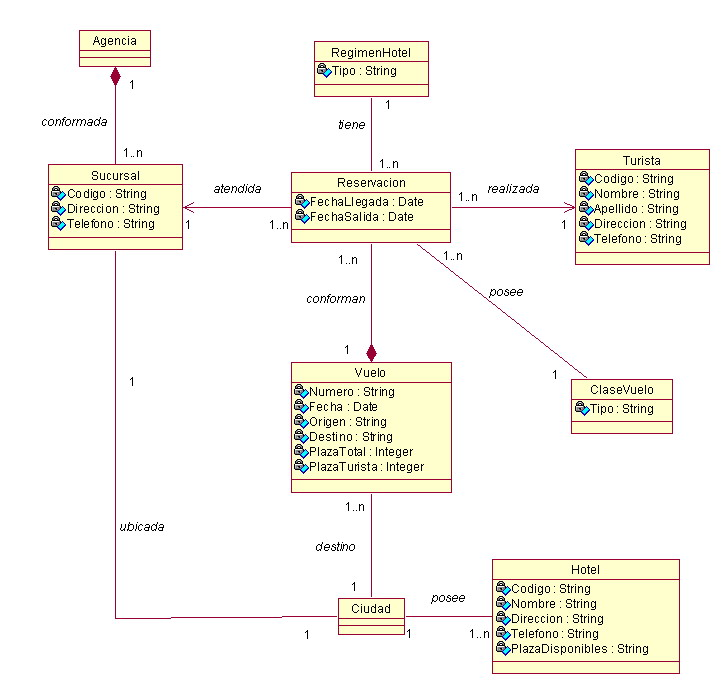 Agencia
1
conformada
1..n
Sucursal
Codigo : String
Direccion : String
Telefono : String
RegimenHotel
Tipo : String
1
tiene
1..n
atendida
1
1..n
Reservacion
FechaLlegada : Date
FechaSalida : Date
1..n
realizada
1
Turista
Codigo : String
Nombre : String
Apellido : String
Direccion : String
Telefono : String
1..n
conforman
1
1..n
posee
1
ClaseVuelo
Tipo : String
Vuelo
Numero : String
Fecha : Date
Origen : String
Destino : String
PlazaTotal : Integer
PlazaTurista : Integer
1
ubicada
1
1..n
destino
1
Ciudad
1
posee
1..n
Hotel
Codigo : String
Nombre : String
Direccion : String
Telefono : String
PlazaDisponibles : String